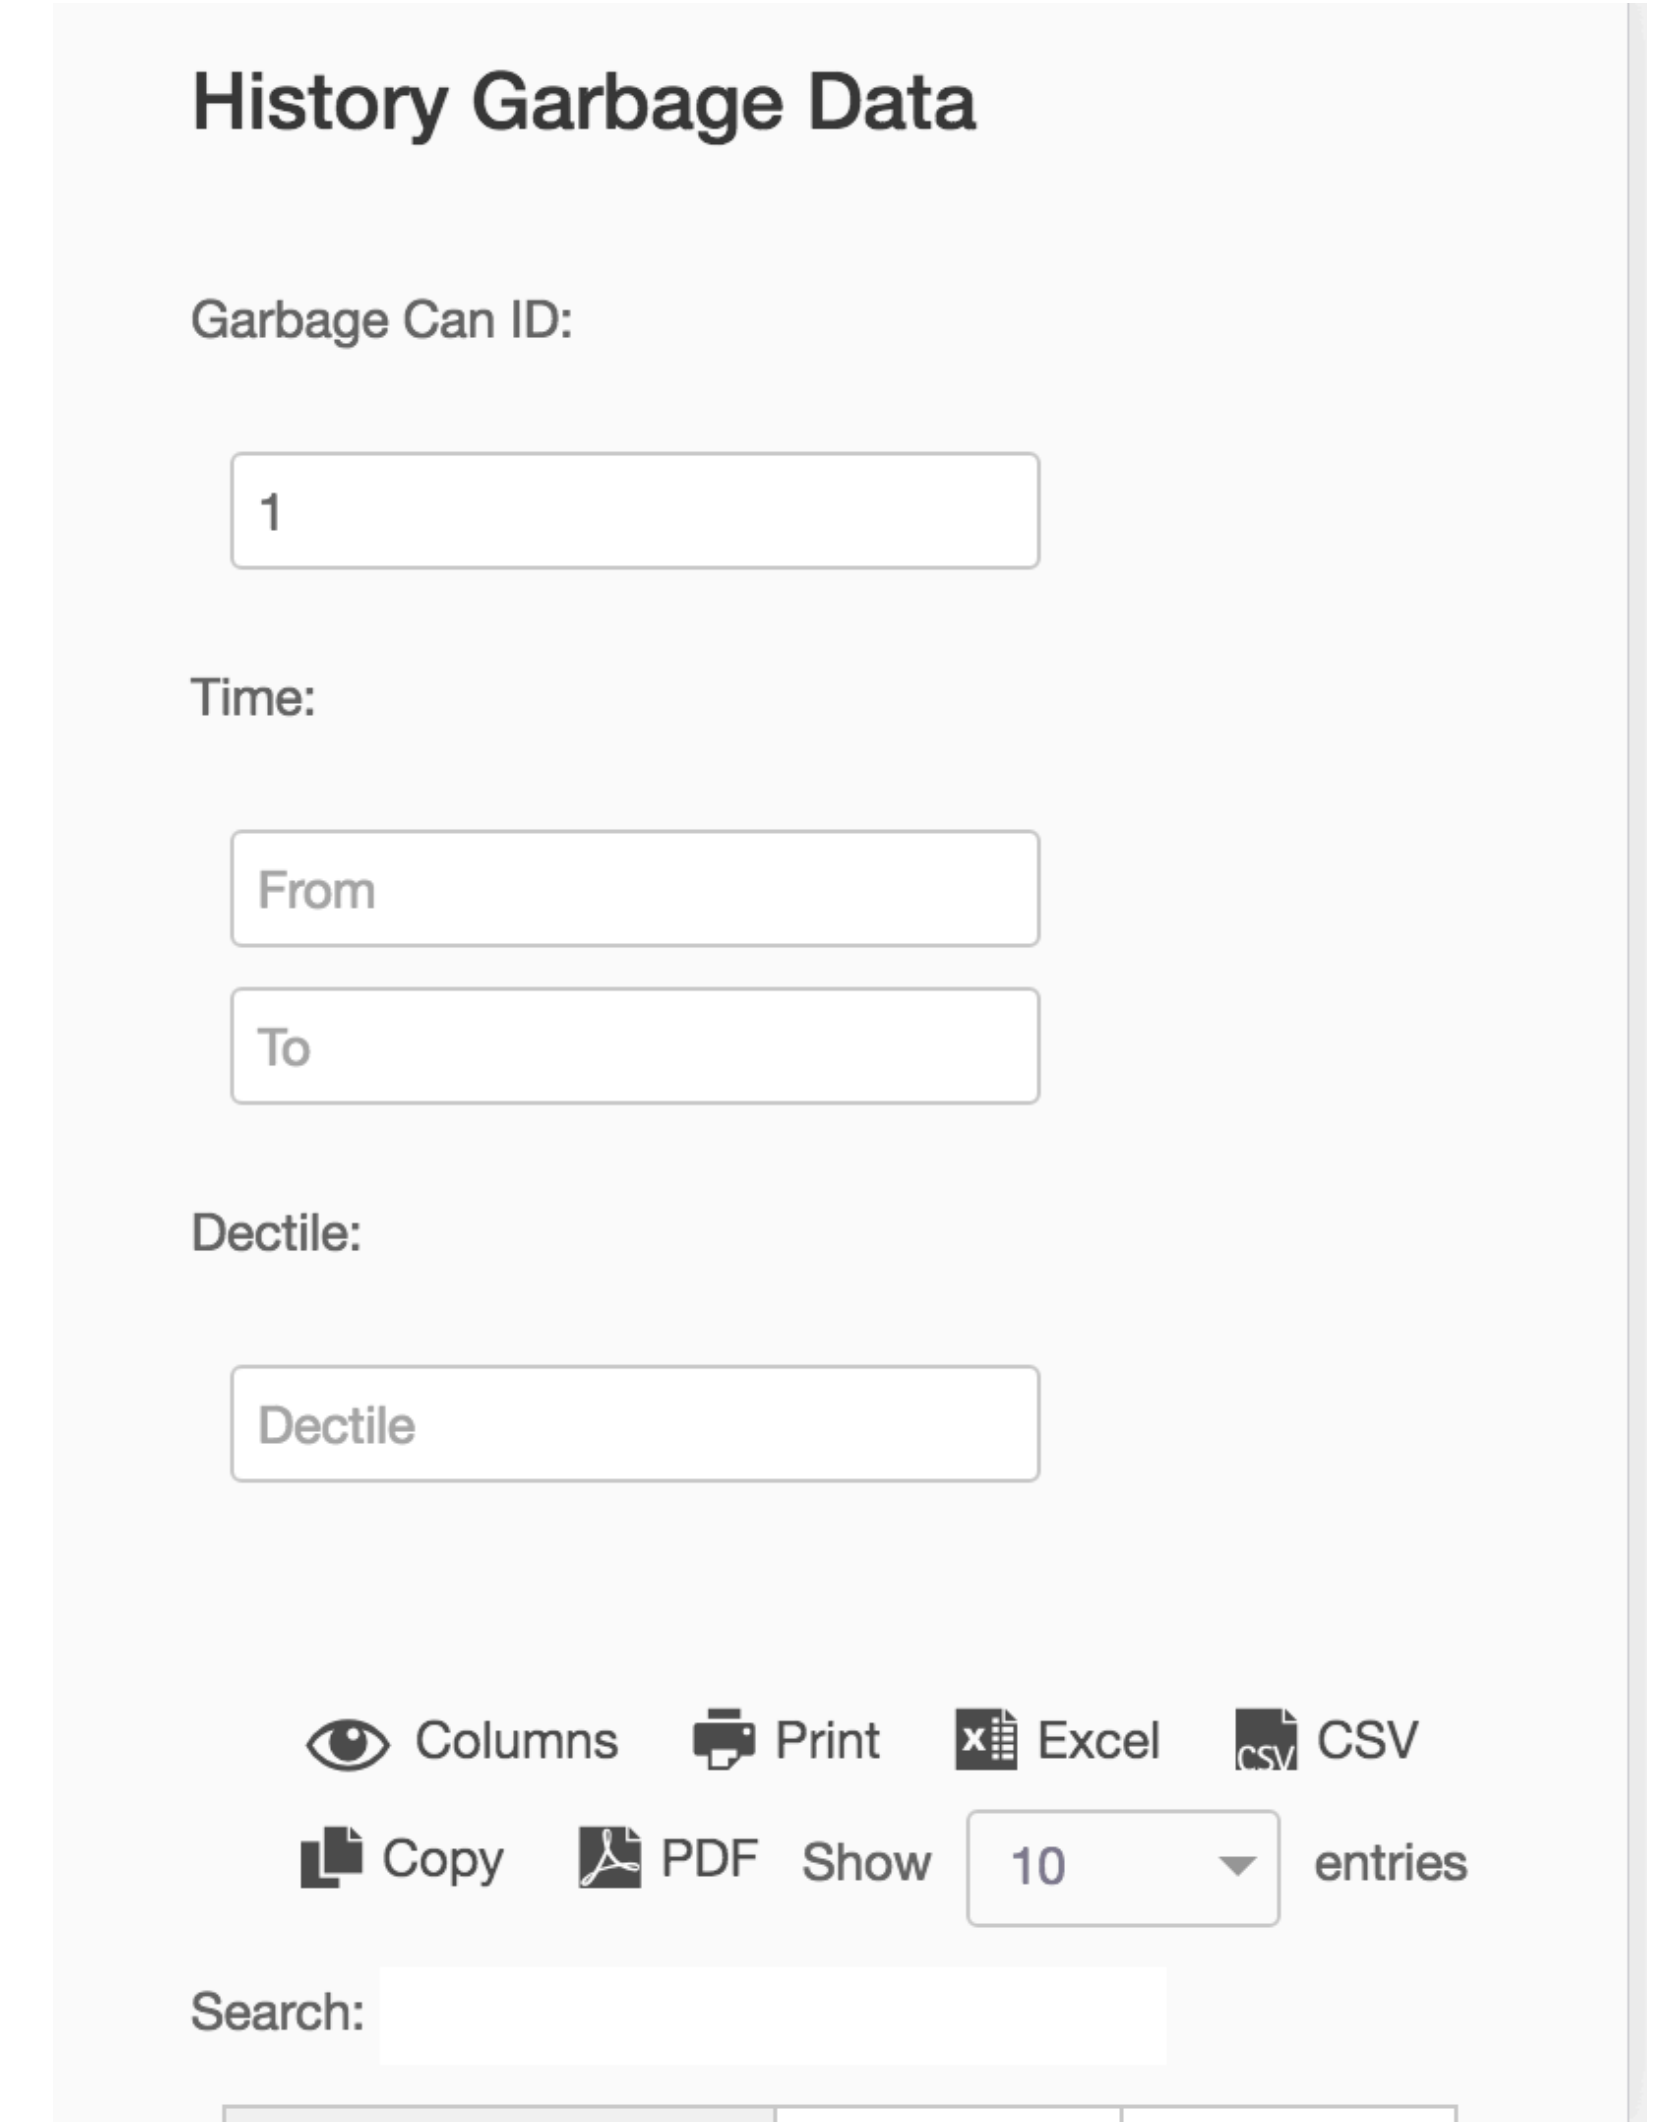 History Garbage Data
Garbage Can ID:
1
Time:
From
To
Dectile:
Dectile
Columns Print Excel CSV CSV
Copy PDF Show 10 entries
Search: